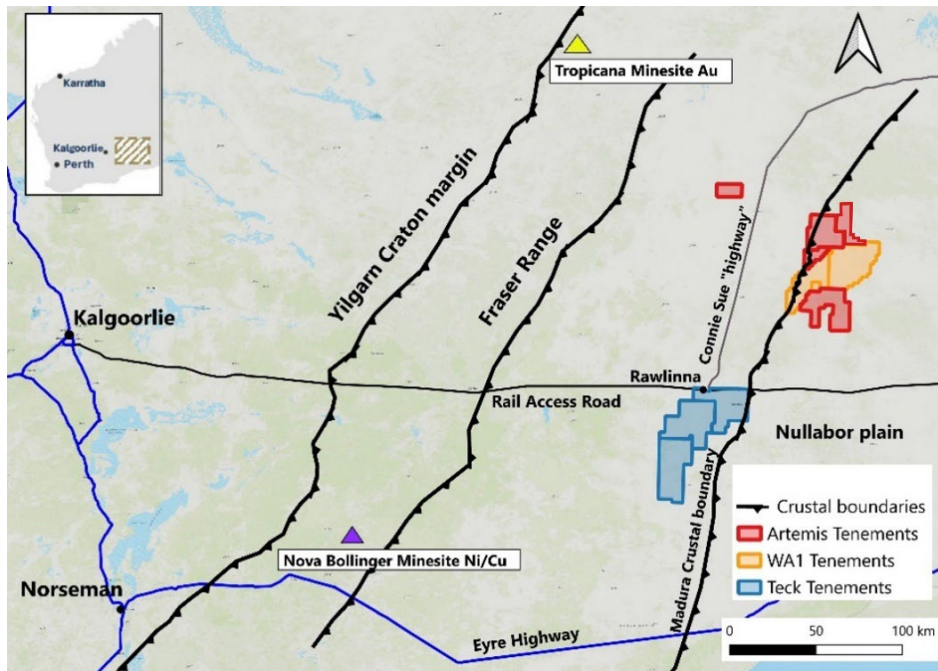 Karratha
Kalgoorlie
Perth
Tropicana Minesite Au
Yilgarn Craton margin
Fraser Range
Connie Sue "highway"
Kalgoorlie
Rawlinna
Rail Access Road
Nullabor plain
Madura Crustal boundary
Nova Bollinger Minesite Ni/Cu
Norseman
Eyre Highway
Crustal boundaries
Artemis Tenements
WA1 Tenements
Teck Tenements
0 50 100 km